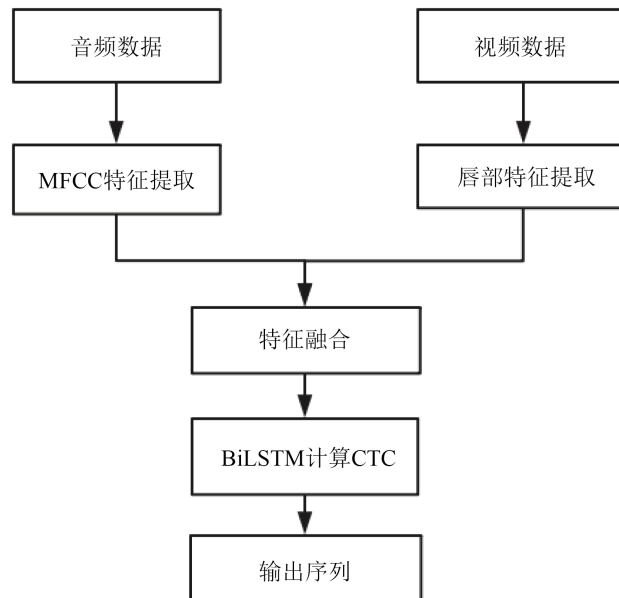 音频数据
视频数据
MFCC特征提取
唇部特征提取
特征融合
BiLSTM计算CTC
输出序列